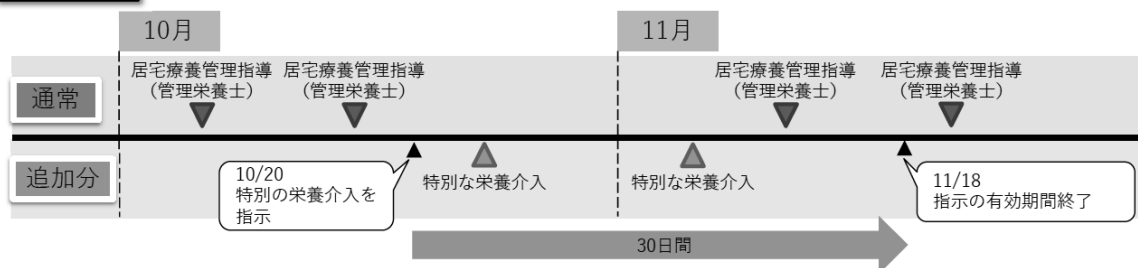 10月
11月
居宅療養管理指導
（管理栄養士）
居宅療養管理指導
（管理栄養士）
居宅療養管理指導
（管理栄養士）
居宅療養管理指導
（管理栄養士）
通常
追加分
10/20
特別の栄養介入を
指示
特別な栄養介入
特別な栄養介入
11/18
指示の有効期間終了
30日間